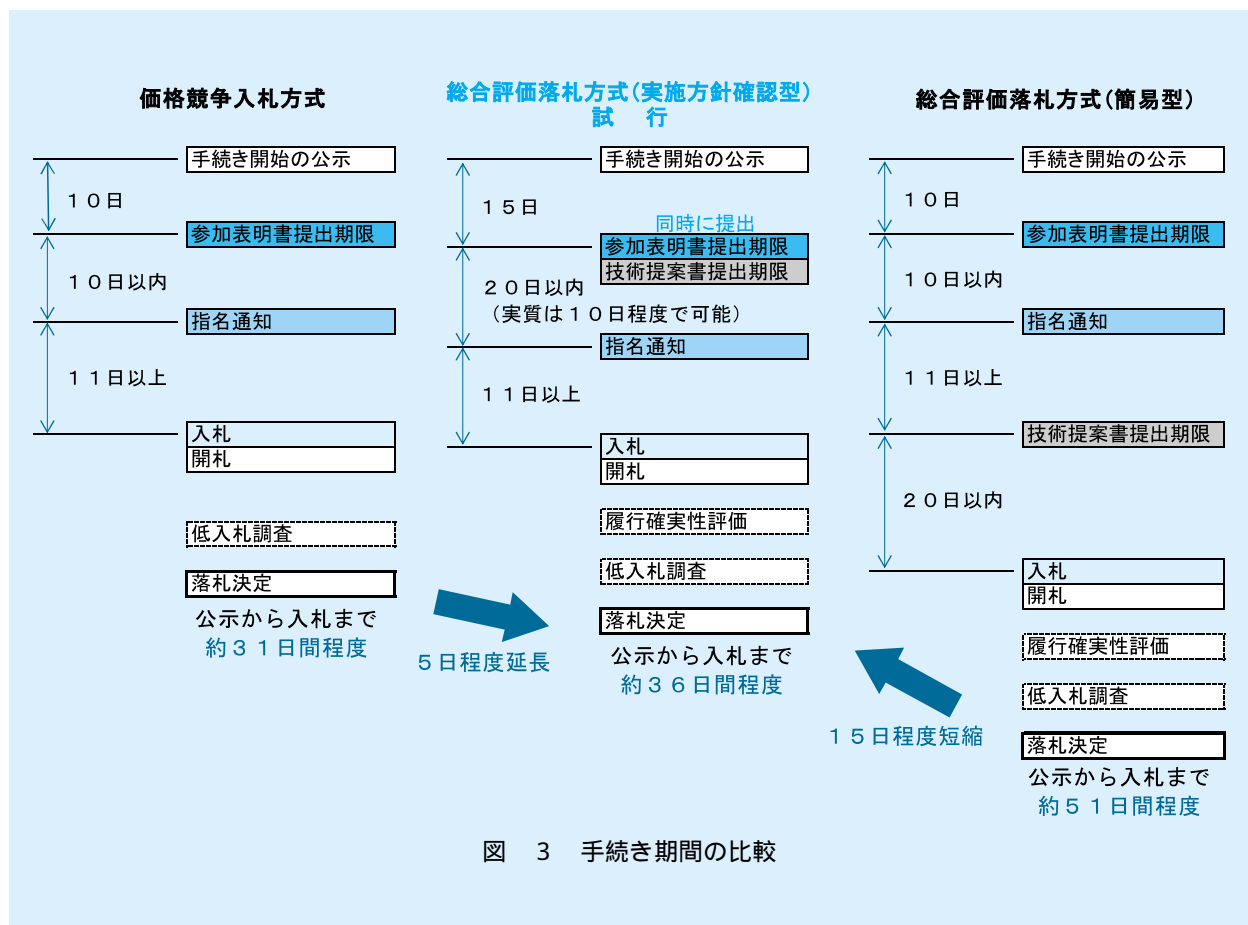 価格競争入札方式
手続き開始の公示
１０日
参加表明書提出期限
１０日以内
指名通知
１１日以上
入札
開札
低入札調査
落札決定
公示から入札まで
約３１日間程度
５日程度延長
総合評価落札方式（実施方針確認型）
試　行
手続き開始の公示
１５日
同時に提出
参加表明書提出期限
技術提案書提出期限
２０日以内
（実質は１０日程度で可能）
指名通知
１１日以上
入札
開札
履行確実性評価
低入札調査
落札決定
公示から入札まで
約３６日間程度
１５日程度短縮
総合評価落札方式（簡易型）
手続き開始の公示
１０日
参加表明書提出期限
１０日以内
指名通知
１１日以上
技術提案書提出期限
２０日以内
入札
開札
履行確実性評価
低入札調査
落札決定
公示から入札まで
約５１日間程度
図　３　手続き期間の比較